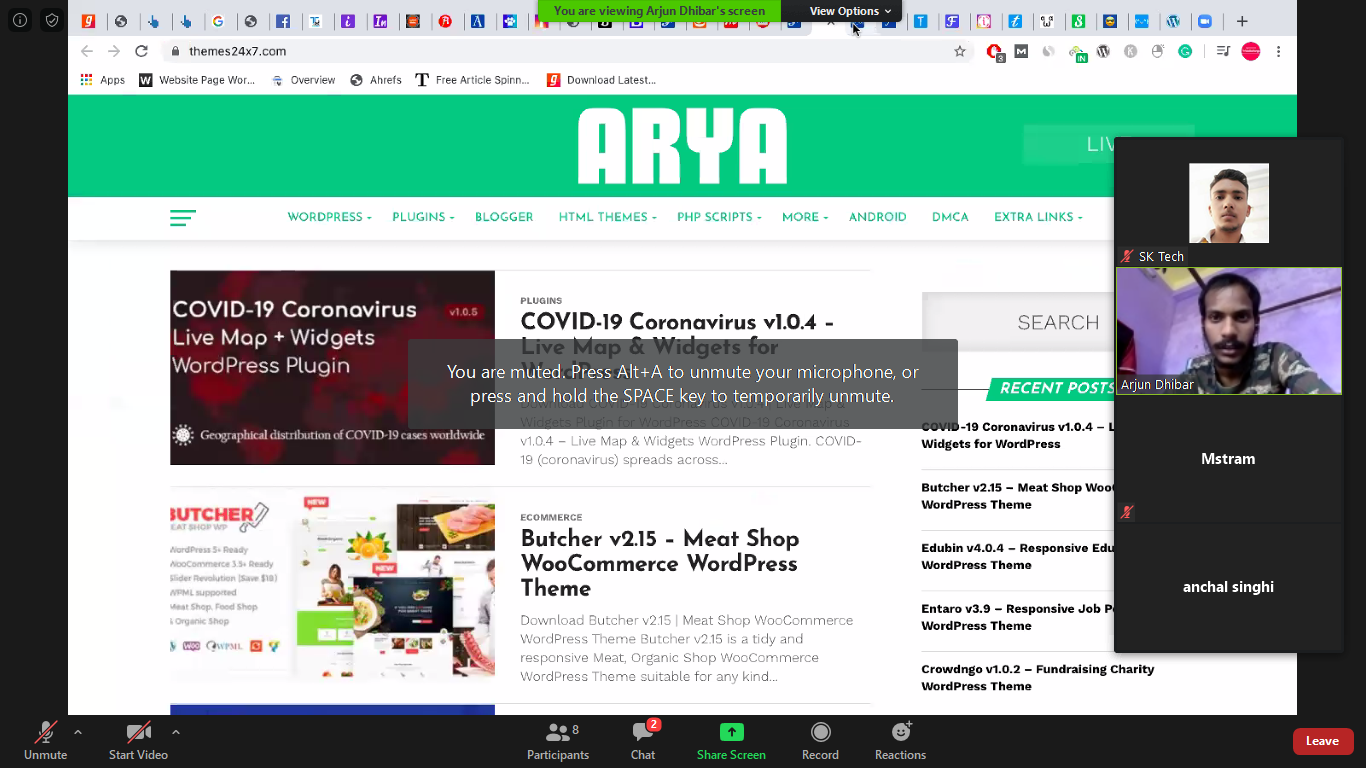 You are viewing Arjun Dhibar's screen
View Options
themes24x7.com
3
IN
Apps
Website Page Wor...
Overview
Ahrefs
Free Article Spinn...
Download Latest...
ARYA
LIV
WORDPRESS
PLUGINS
BLOGGER
HTML THEMES
PHP SCRIPTS
MORE
ANDROID
DMCA
EXTRA LINKS
COVID-19 Coronavirus
v1.0.5
Live Map + Widgets
WordPress Plugin
Geographical distribution of COVID-19 cases worldwide
PLUGINS
COVID-19 Coronavirus v1.0.4 –
Live Map & Widgets for
You are muted. Press Alt+A to unmute your microphone, or
press and hold the SPACE key to temporarily unmute.
Widgets Plugin for WordPress COVID-19 Coronavirus
v1.0.4 – Live Map & Widgets WordPress Plugin. COVID-
19 (coronavirus) spreads across...
BUTCHER
EAT SHOP WP
NEW
WordPress 5+ Ready
WooCommerce 3.3+ Ready
Slider Revolution (Save $18)
WPML supported
Meat Shop, Food Shop
& Organic Shop
NEW
WPML
ECOMMERCE
Butcher v2.15 – Meat Shop
WooCommerce WordPress
Theme
Download Butcher v2.15 | Meat Shop WooCommerce
WordPress Theme Butcher v2.15 is a tidy and
responsive Meat, Organic Shop WooCommerce
WordPress Theme suitable for any kind...
SEARCH
RECENT POSTS
COVID-19 Coronavirus v1.0.4 – L
Widgets for WordPress
Butcher v2.15 – Meat Shop Woo
WordPress Theme
Edubin v4.0.4 – Responsive Edu
WordPress Theme
Entaro v3.9 – Responsive Job P
WordPress Theme
Crowdngo v1.0.2 – Fundraising Charity
WordPress Theme
SK Tech
Arjun Dhibar
Mstram
anchal singhi
Unmute
Start Video
8
Participants
2
Chat
Share Screen
Record
Reactions
Leave